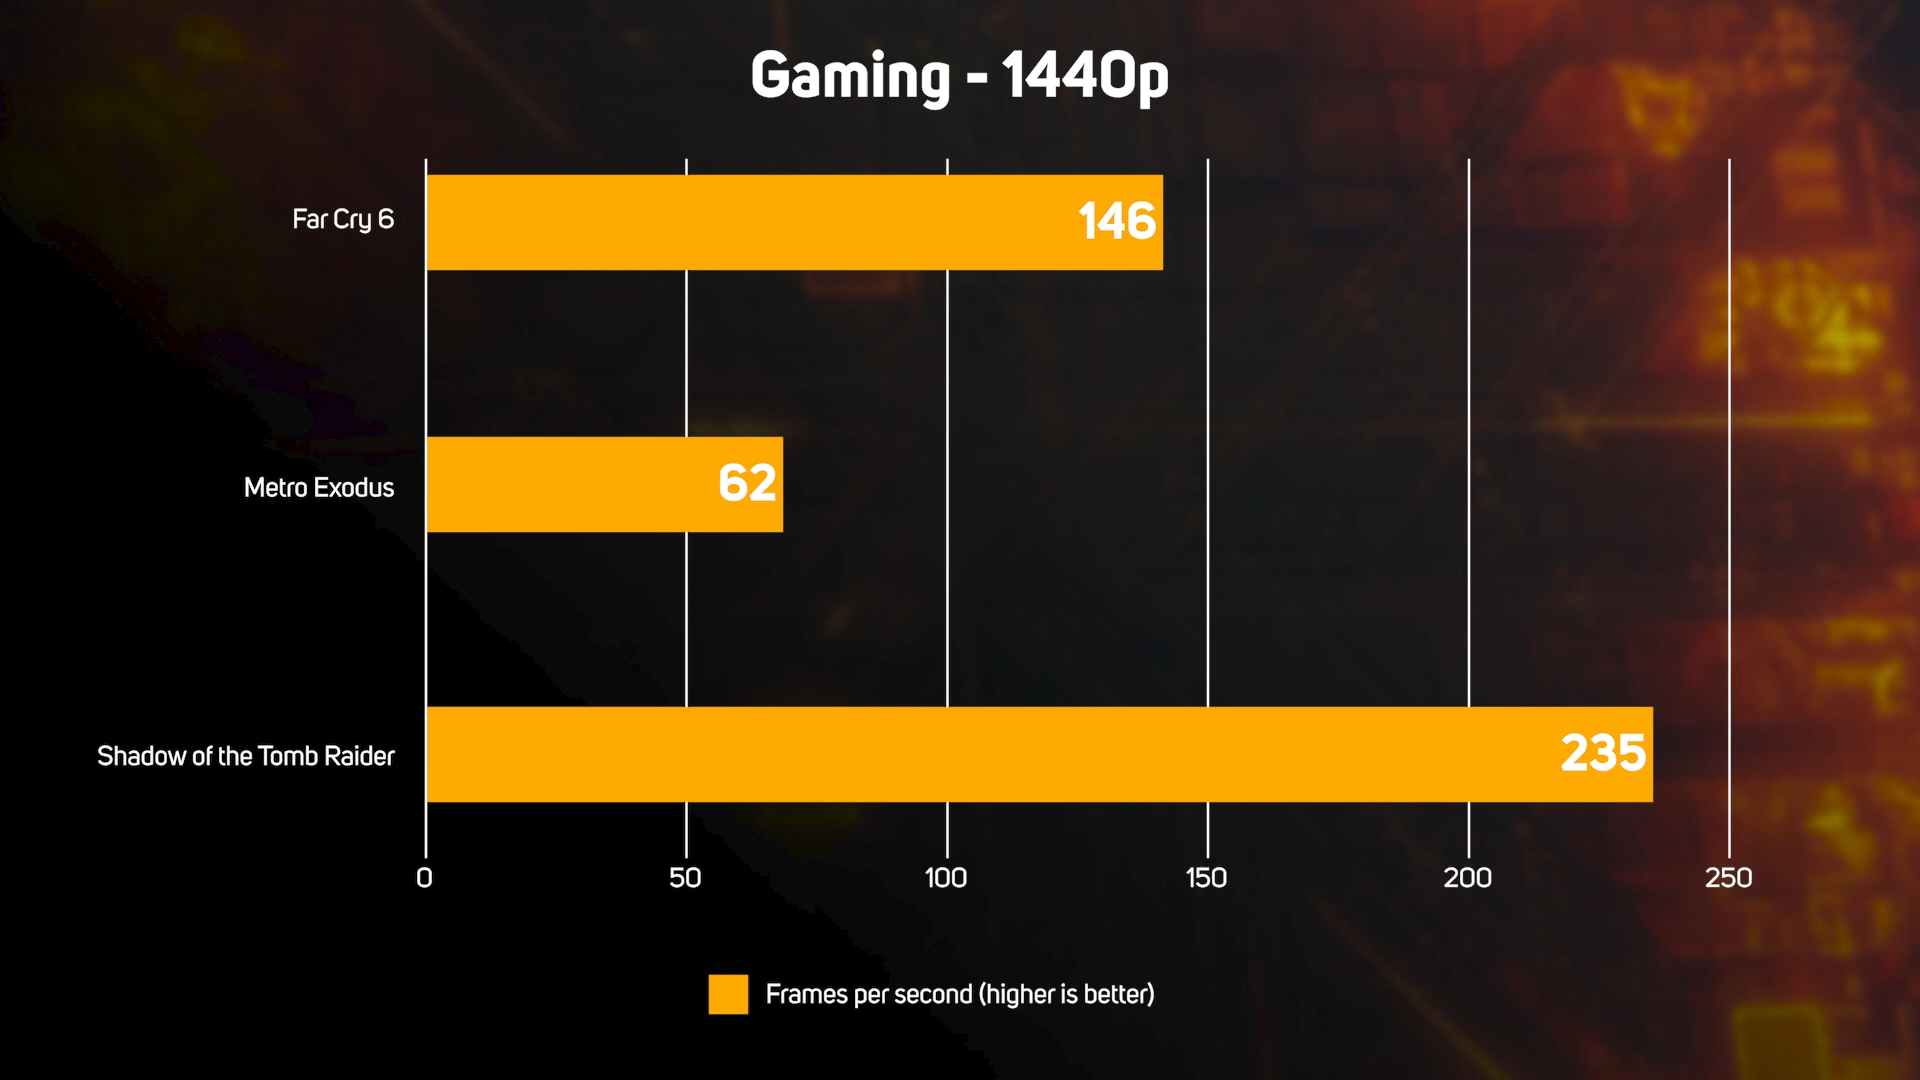 Gaming - 1440p
Far Cry 6
146
Metro Exodus
62
Shadow of the Tomb Raider
235
0 50 100 150 200 250
Frames per second (higher is better)